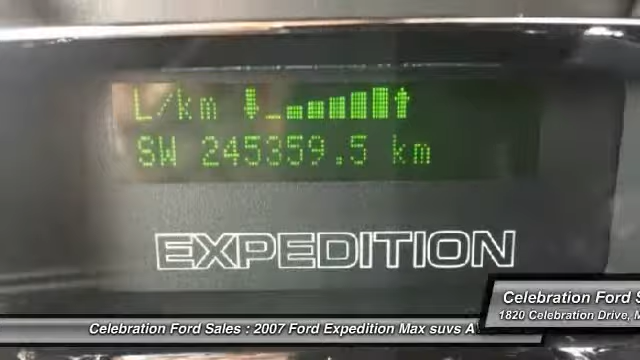 L/km
SW 245359.5 km
EXPEDITION
Celebration Ford
1820 Celebration Drive,
Celebration Ford Sales : 2007 Ford Expedition Max suvs